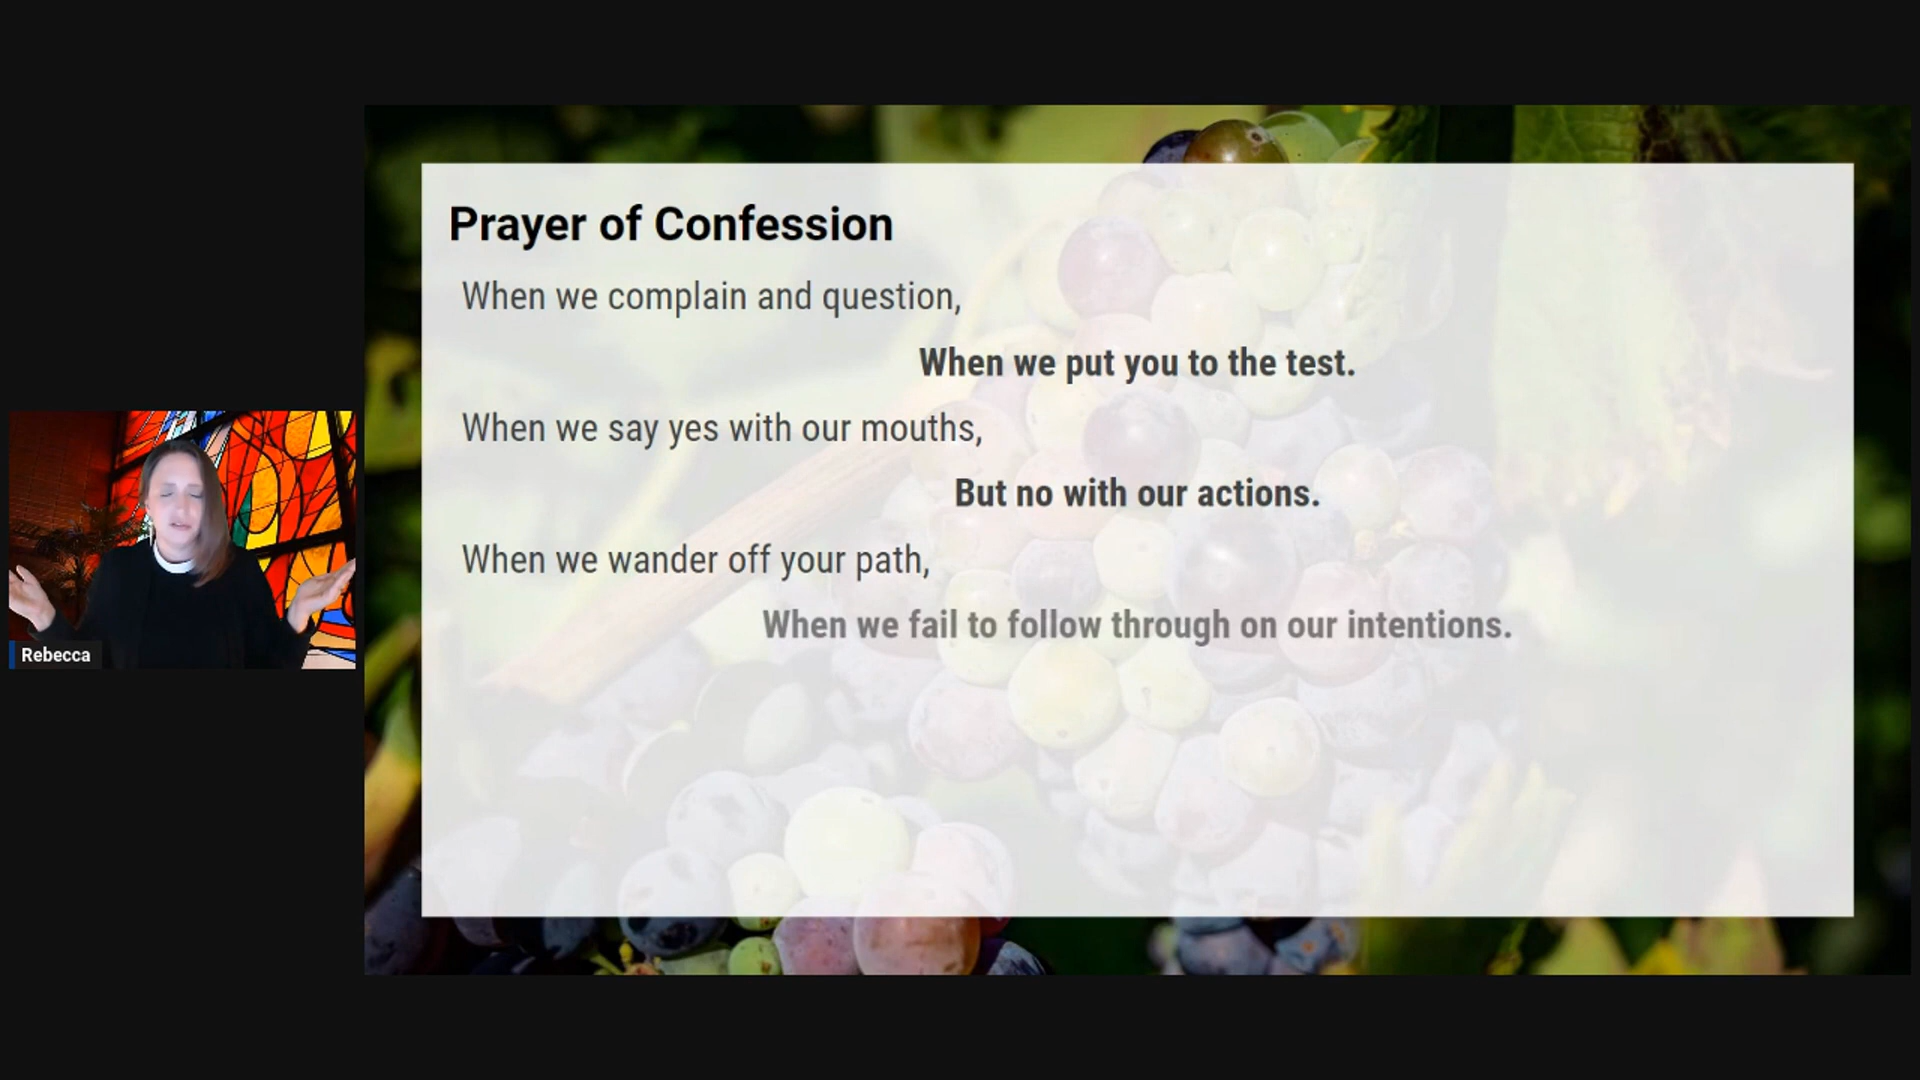 Prayer of Confession
When we complain and question,
When we put you to the test.
When we say yes with our mouths,
But no with our actions.
When we wander off your path,
When we fail to follow through on our intentions.
Rebecca